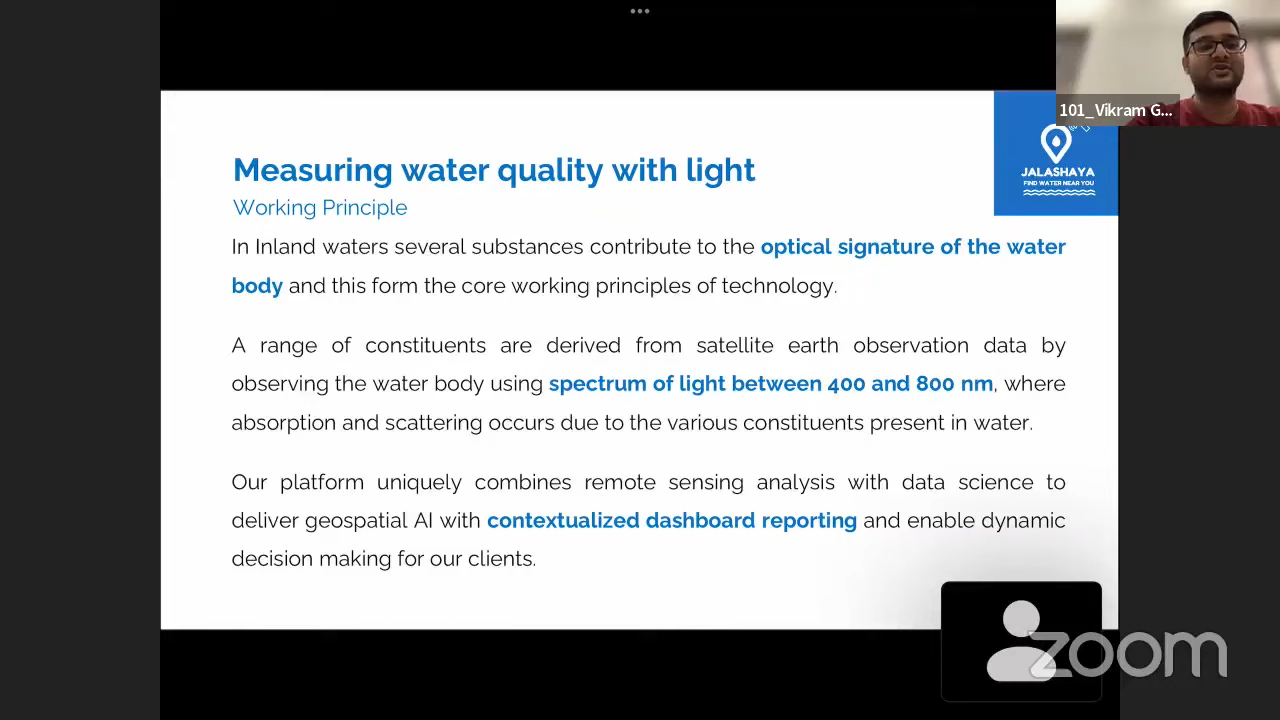 101_Vikram G...
JALASHAYA
FIND WATER NEAR YOU
Measuring water quality with light
Working Principle
In Inland waters several substances contribute to the optical signature of the water
body and this form the core working principles of technology.
A range of constituents are derived from satellite earth observation data by
observing the water body using spectrum of light between 400 and 800 nm, where
absorption and scattering occurs due to the various constituents present in water.
Our platform uniquely combines remote sensing analysis with data science to
deliver geospatial AI with contextualized dashboard reporting and enable dynamic
decision making for our clients.
zoom